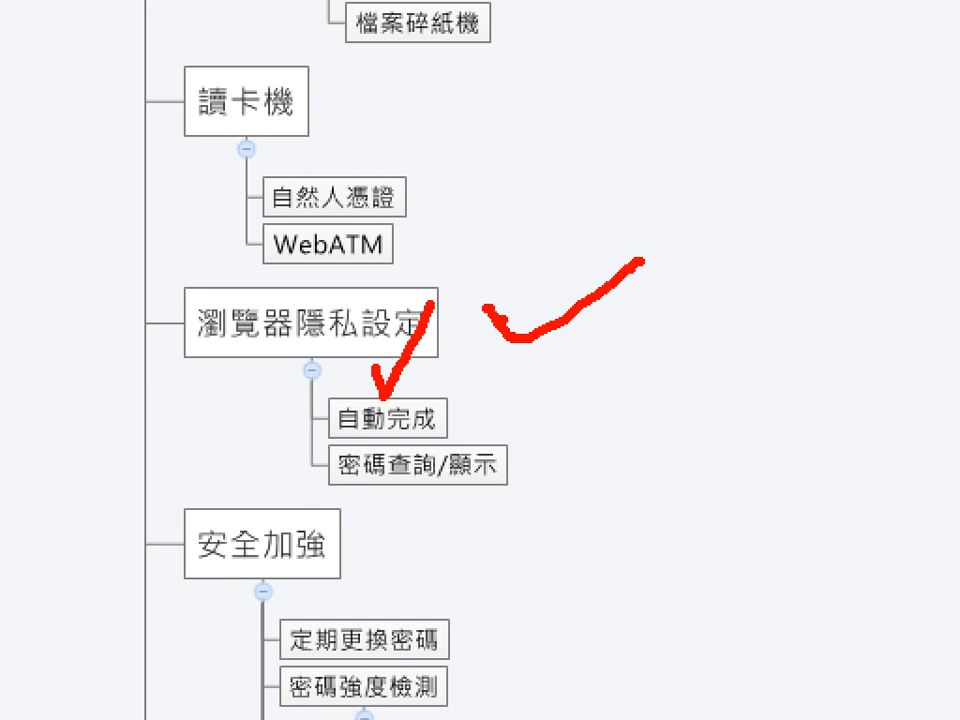 檔案碎紙機
讀卡機
自然人憑證
WebATM
瀏覽器隱私設定
自動完成
密碼查詢/顯示
安全加強
定期更換密碼
密碼強度檢測